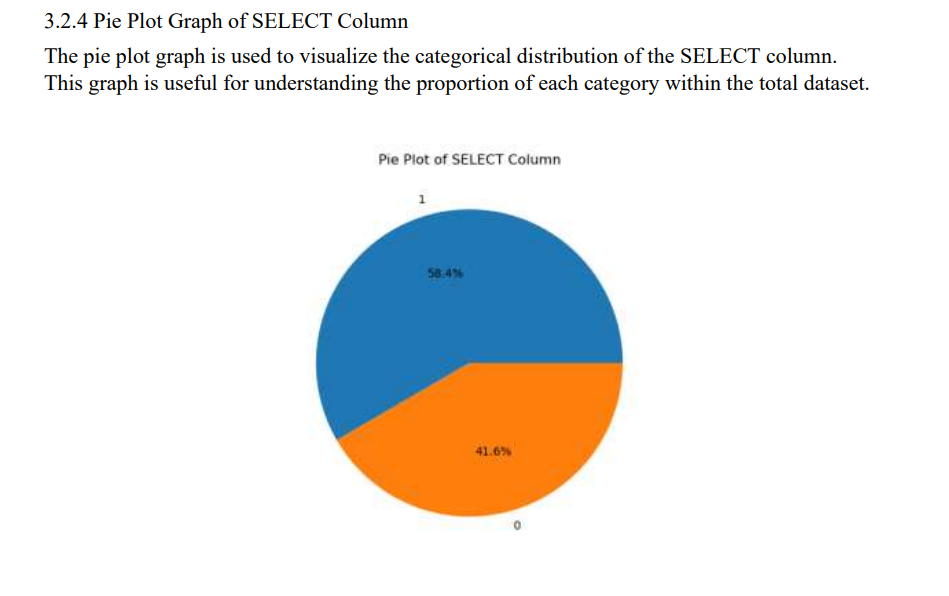 3.2.4 Pie Plot Graph of SELECT Column
The pie plot graph is used to visualize the categorical distribution of the SELECT column.
This graph is useful for understanding the proportion of each category within the total dataset.
Pie Plot of SELECT Column
1
58.4%
41.6%
0